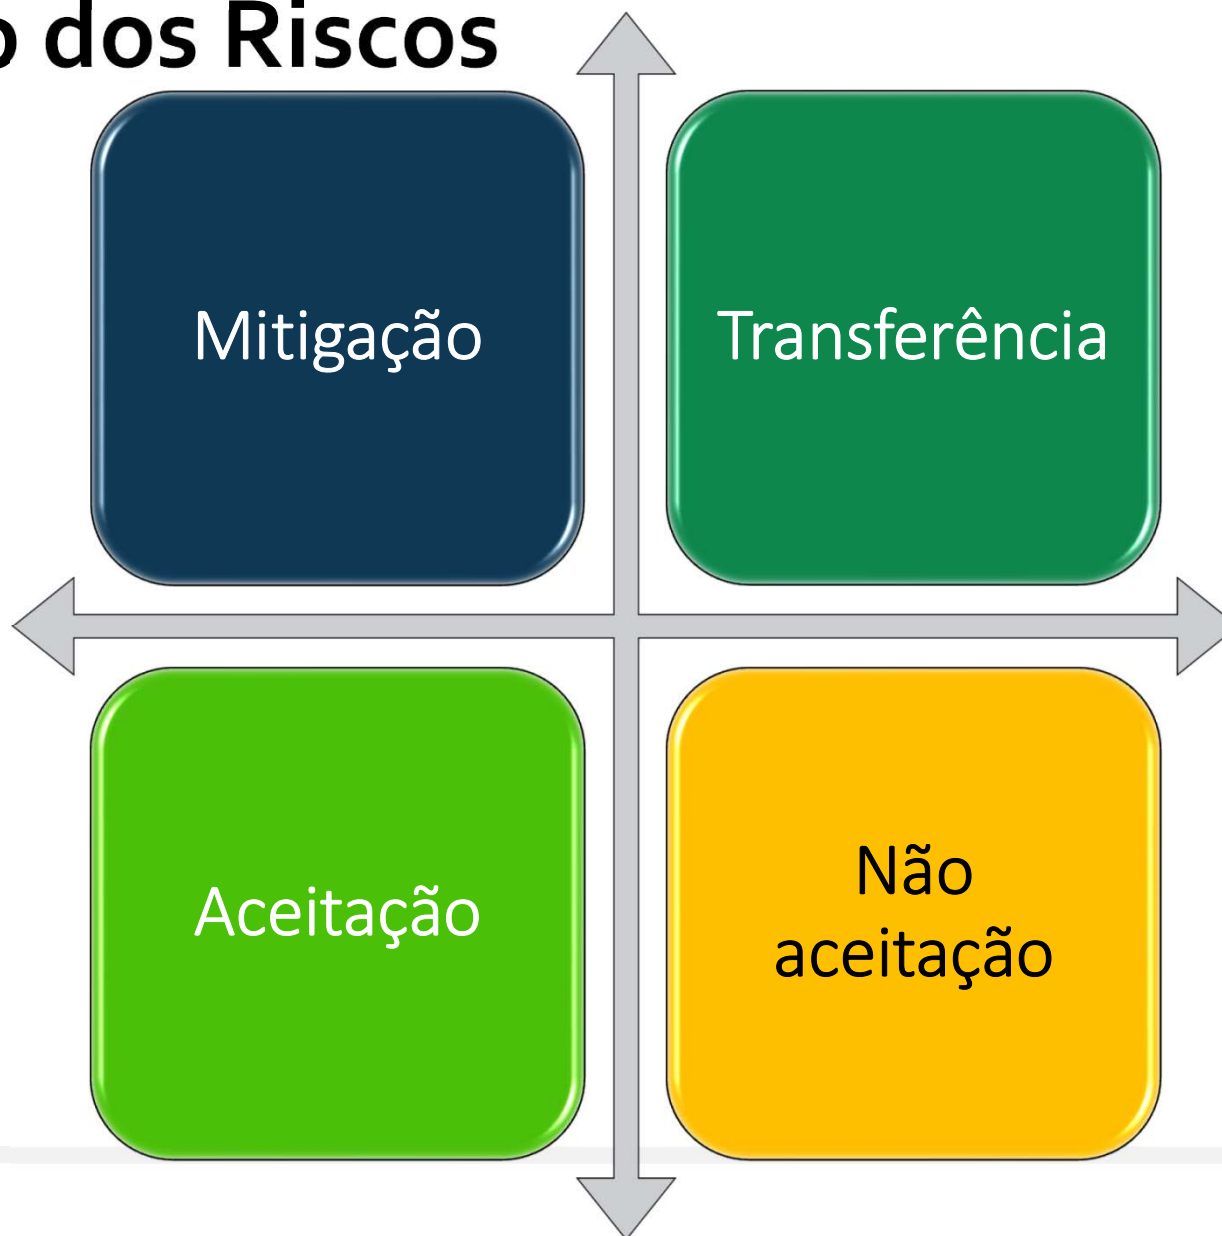 dos Riscos
Mitigação
Transferência
Aceitação
Não
aceitação